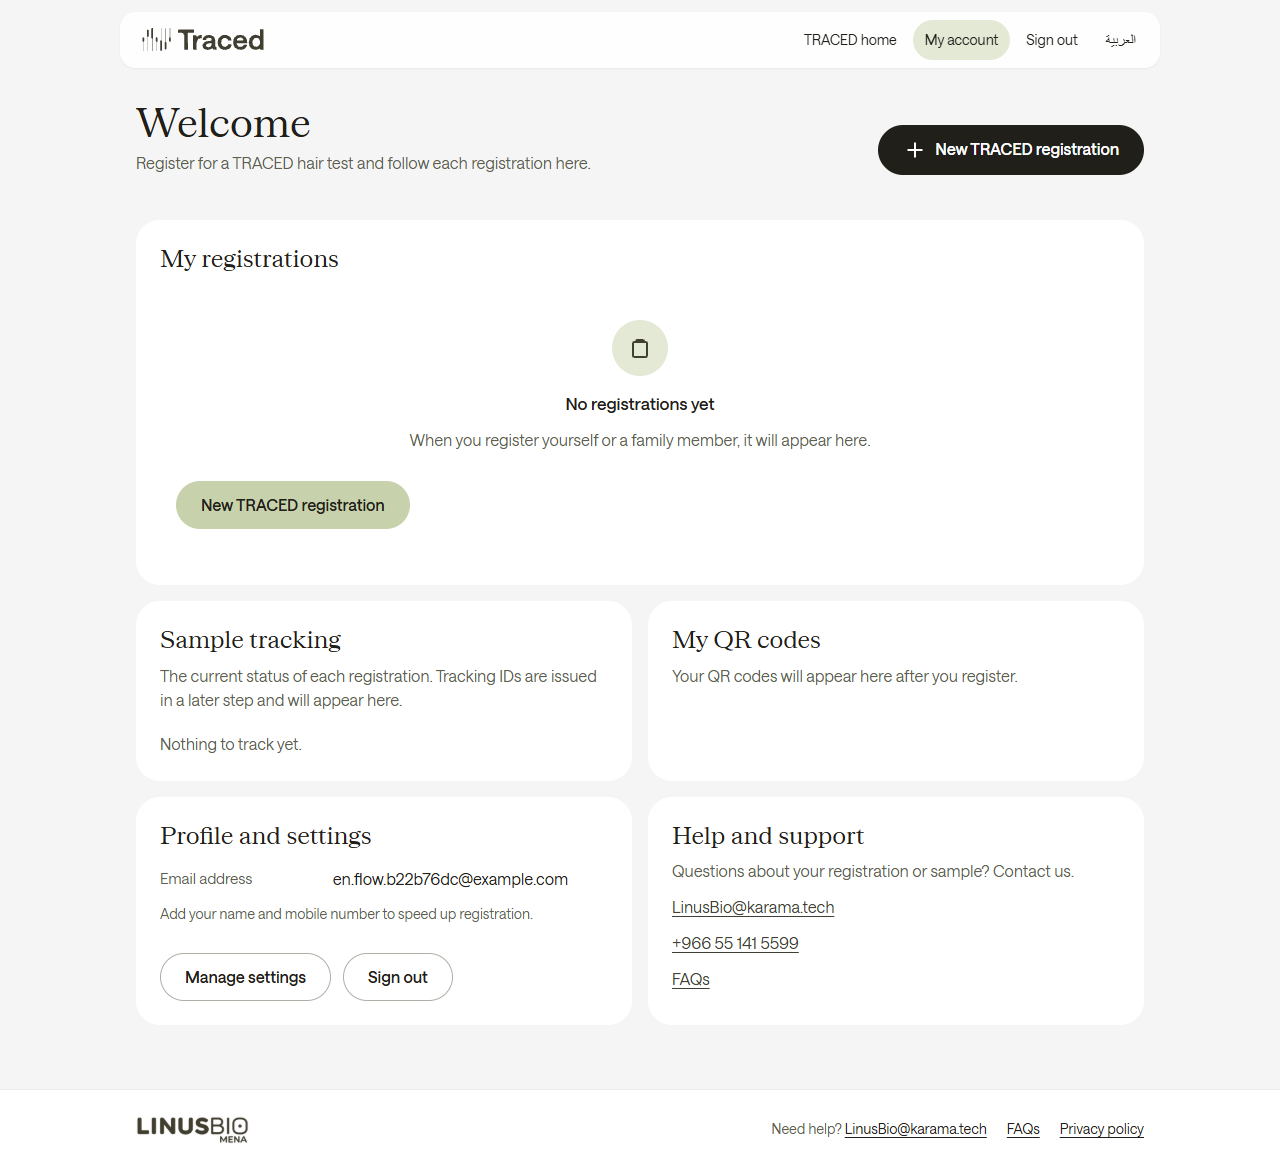 Traced
TRACED home
My account
Sign out
العربية
Welcome
Register for a TRACED hair test and follow each registration here.
New TRACED registration
My registrations
No registrations yet
When you register yourself or a family member, it will appear here.
New TRACED registration
Sample tracking
The current status of each registration. Tracking IDs are issued
in a later step and will appear here.
Nothing to track yet.
My QR codes
Your QR codes will appear here after you register.
Profile and settings
Email address
en.flow.b22b76dc@example.com
Add your name and mobile number to speed up registration.
Manage settings
Sign out
Help and support
Questions about your registration or sample? Contact us.
LinusBio@karama.tech
+966 55 141 5599
FAQs
LINUSBIO
MENA
Need help? LinusBio@karama.tech
FAQs
Privacy policy